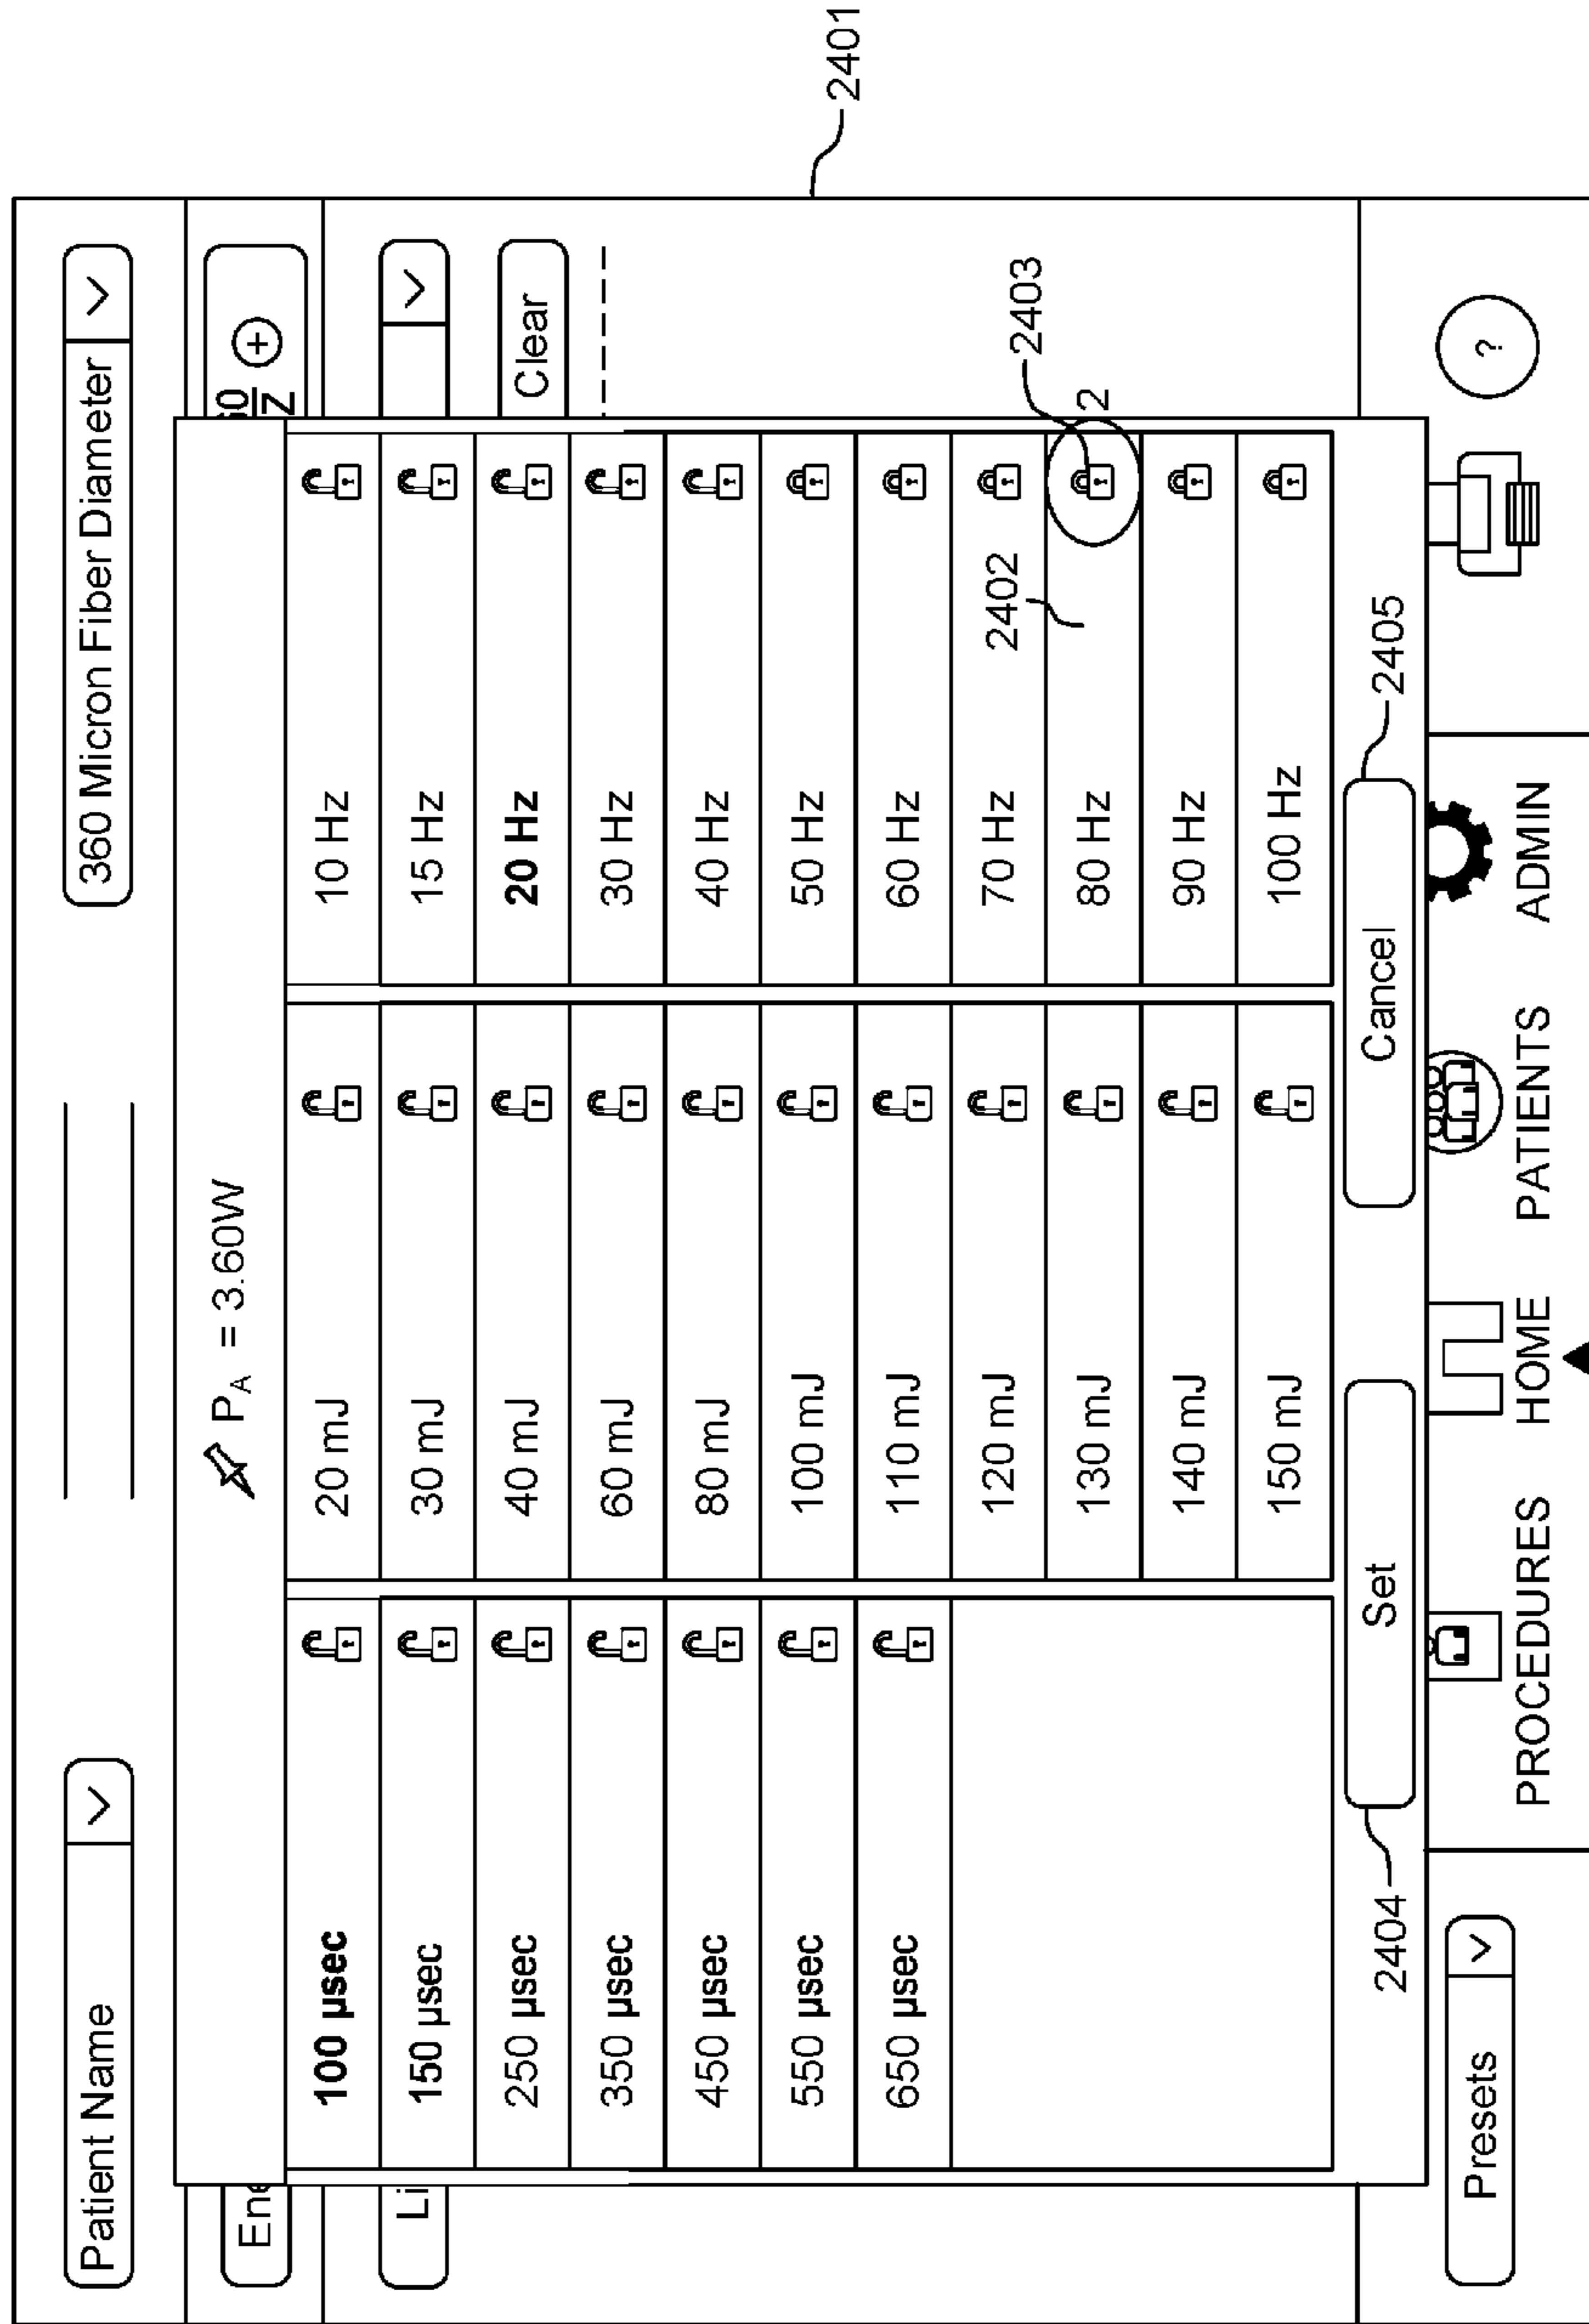 Patient Name
360 Micron Fiber Diameter
Ene
Li
Clear
P_A = 3.60W
100 µsec
150 µsec
250 µsec
350 µsec
450 µsec
550 µsec
650 µsec
20 mJ
30 mJ
40 mJ
60 mJ
80 mJ
100 mJ
110 mJ
120 mJ
130 mJ
140 mJ
150 mJ
10 Hz
15 Hz
20 Hz
30 Hz
40 Hz
50 Hz
60 Hz
70 Hz
80 Hz
90 Hz
100 Hz
2
2401
2402
2403
Set
Cancel
2404
2405
Presets
PROCEDURES
HOME
PATIENTS
ADMIN
?